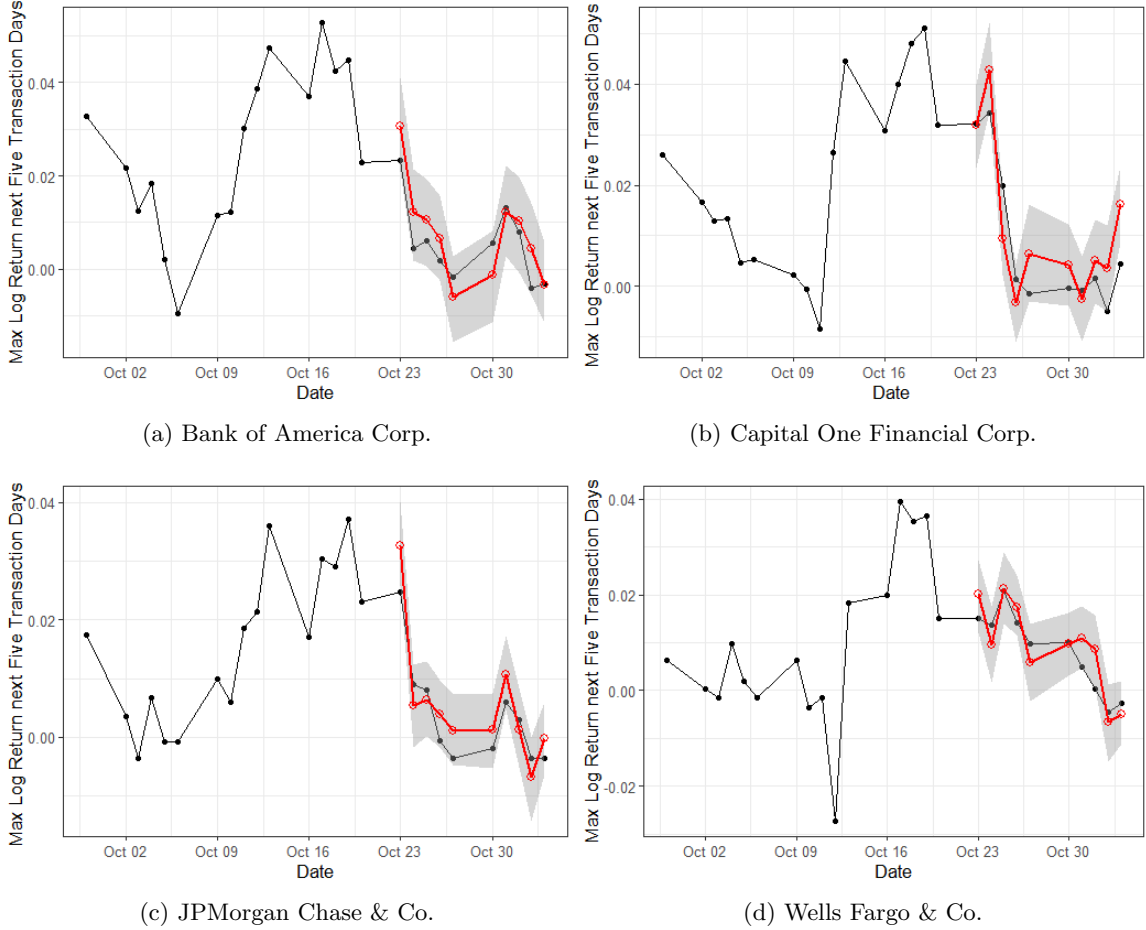 Max Log Return next Five Transaction Days
0.04
0.02
0.00
Oct 02 Oct 09 Oct 16 Oct 23 Oct 30
Date
(a) Bank of America Corp.
Max Log Return next Five Transaction Days
0.04
0.02
0.00
Oct 02 Oct 09 Oct 16 Oct 23 Oct 30
Date
(b) Capital One Financial Corp.
Max Log Return next Five Transaction Days
0.04
0.02
0.00
Oct 02 Oct 09 Oct 16 Oct 23 Oct 30
Date
(c) JPMorgan Chase & Co.
Max Log Return next Five Transaction Days
0.04
0.02
0.00
-0.02
Oct 02 Oct 09 Oct 16 Oct 23 Oct 30
Date
(d) Wells Fargo & Co.